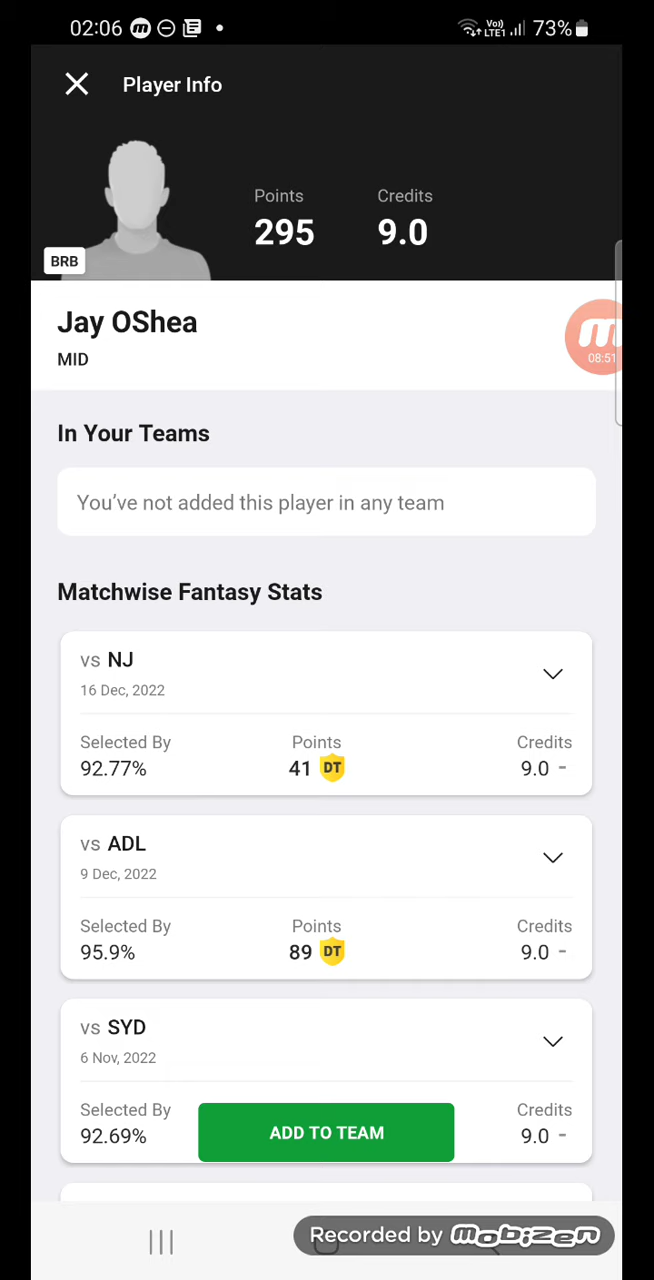 02:06 Vo) LTE1 73%
Player Info
Points Credits
295 9.0
BRB
Jay OShea
MID
08:51
In Your Teams
You’ve not added this player in any team
Matchwise Fantasy Stats
vs NJ
16 Dec, 2022
Selected By Points Credits
92.77% 41 DT 9.0 -
vs ADL
9 Dec, 2022
Selected By Points Credits
95.9% 89 DT 9.0 -
vs SYD
6 Nov, 2022
Selected By Credits
92.69% 9.0 -
ADD TO TEAM
Recorded by mobizen